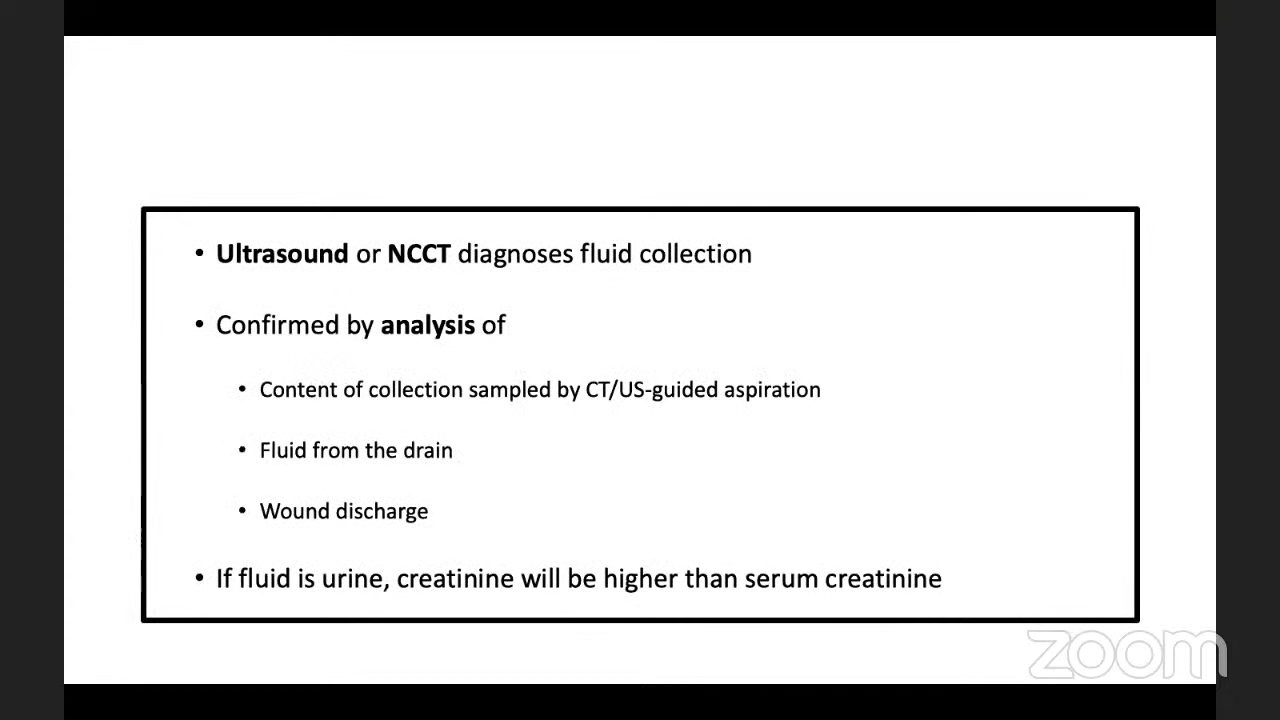 • Ultrasound or NCCT diagnoses fluid collection
• Confirmed by analysis of
• Content of collection sampled by CT/US-guided aspiration
• Fluid from the drain
• Wound discharge
• If fluid is urine, creatinine will be higher than serum creatinine
zoom